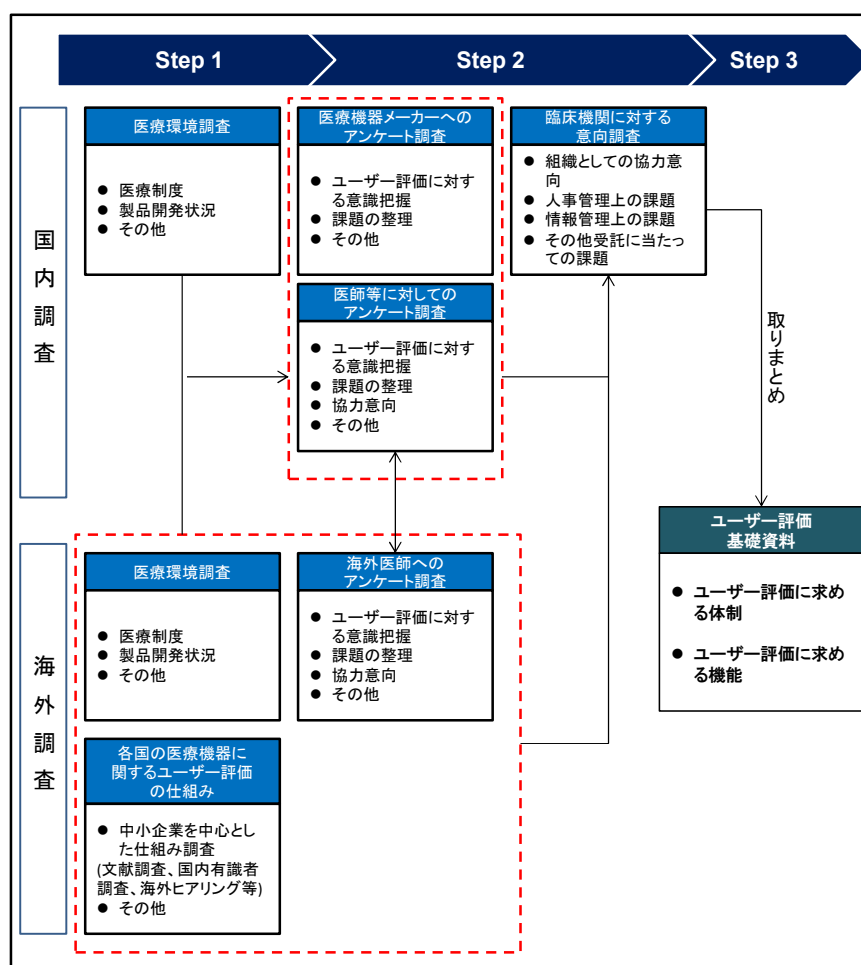 Step 1
Step 2
Step 3
国内調査
医療環境調査
● 医療制度
● 製品開発状況
● その他
医療機器メーカーへの
アンケート調査
● ユーザー評価に対す
る意識把握
● 課題の整理
● その他
臨床機関に対する
意向調査
● 組織としての協力意
向
● 人事管理上の課題
● 情報管理上の課題
● その他受託に当たっ
ての課題
医師等に対しての
アンケート調査
● ユーザー評価に対す
る意識把握
● 課題の整理
● 協力意向
● その他
取りまとめ
海外調査
医療環境調査
● 医療制度
● 製品開発状況
● その他
海外医師への
アンケート調査
● ユーザー評価に対す
る意識把握
● 課題の整理
● 協力意向
● その他
ユーザー評価
基礎資料
● ユーザー評価に求め
る体制
● ユーザー評価に求め
る機能
各国の医療機器に
関するユーザー評価
の仕組み
● 中小企業を中心とし
た仕組み調査
(文献調査、国内有識者
調査、海外ヒアリング等)
● その他